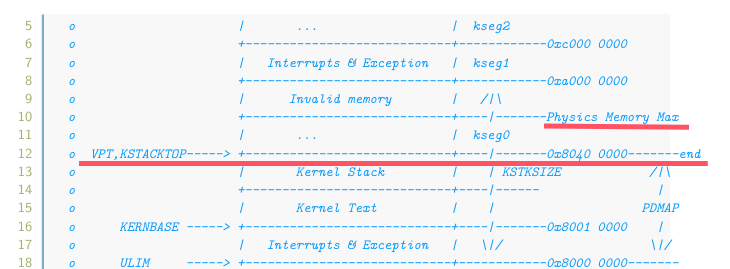 5 o | ... | kseg2
6 o +----------------------------+------------0xc000 0000
7 o | Interrupts & Exception | kseg1
8 o +----------------------------+------------0xa000 0000
9 o | Invalid memory | /|\
10 o +----------------------------+----|-------Physics Memory Max
11 o | ... | kseg0
12 o VPT,KSTACKTOP-----> +----------------------------+----|-------0x8040 0000-------end
13 o | Kernel Stack | | KSTKSIZE /|\
14 o +----------------------------+----|------ |
15 o | Kernel Text | | PDMAP
16 o KERNBASE -----> +----------------------------+----|-------0x8001 0000 |
17 o | Interrupts & Exception | \|/ \|/
18 o ULIM -----> +----------------------------+------------0x8000 0000-------